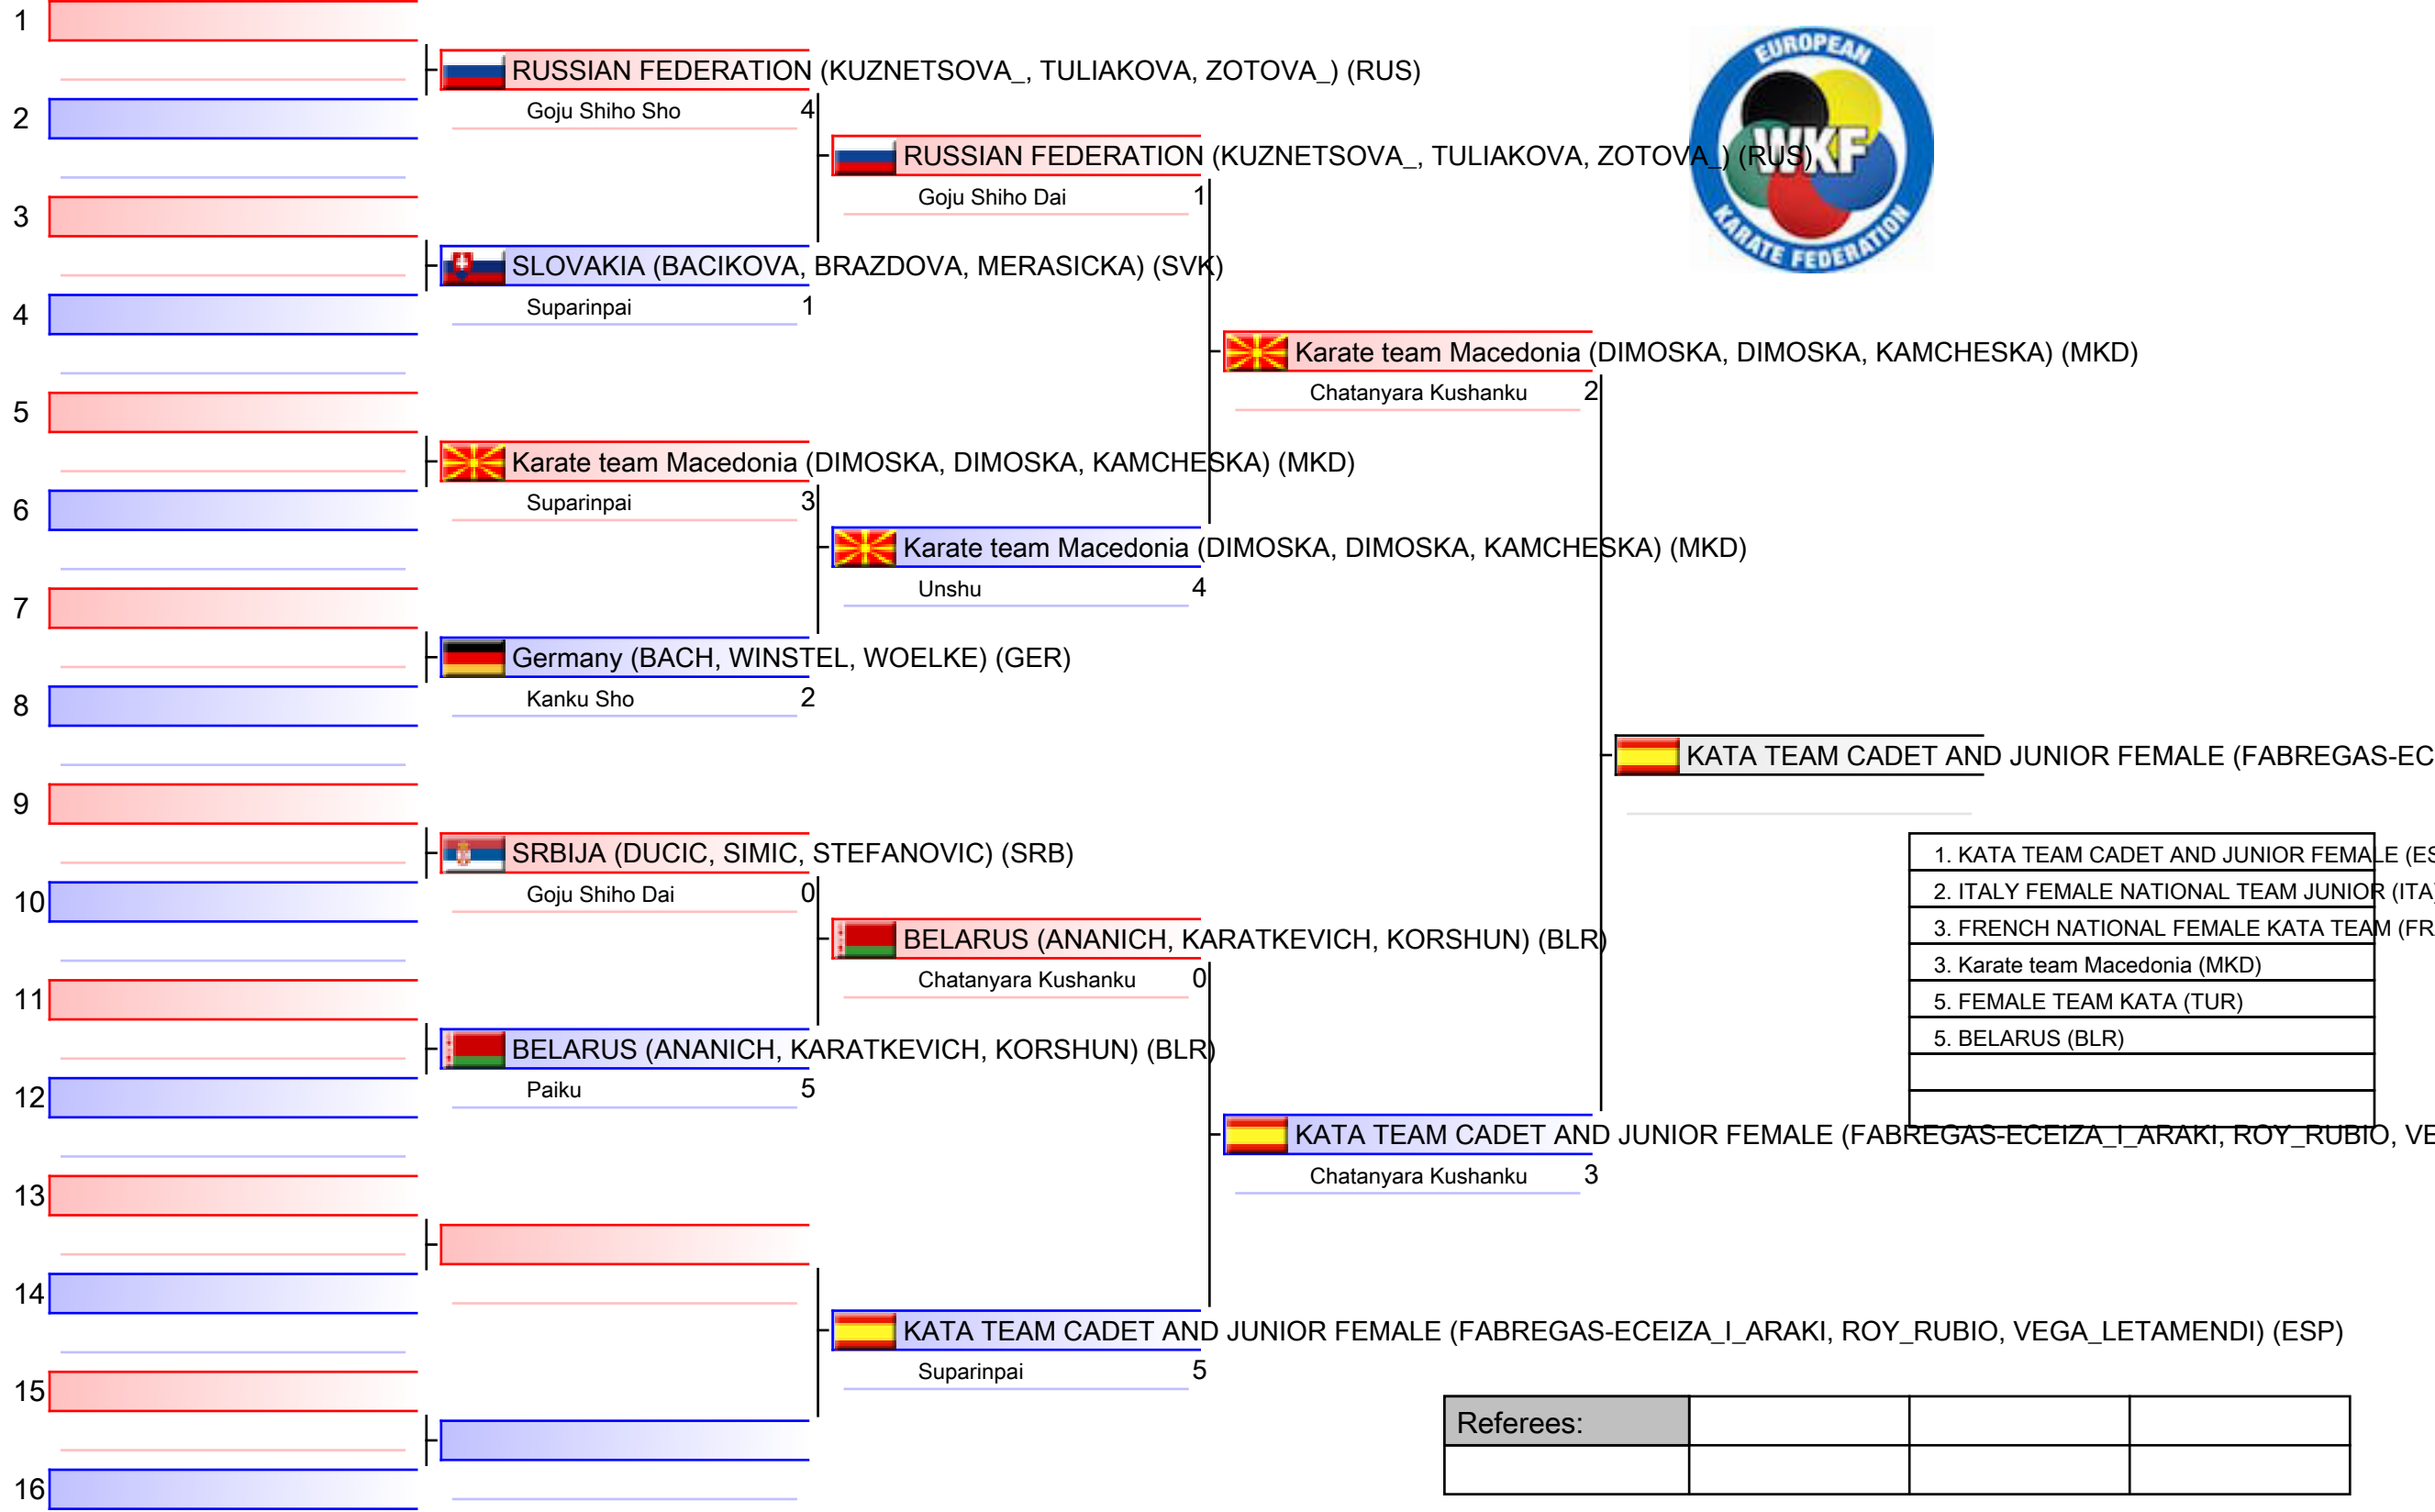 1
RUSSIAN FEDERATION (KUZNETSOVA_, TULIAKOVA, ZOTOVA_) (RUS)
Goju Shiho Sho 4
2
EUROPEAN
WKF
KARATE FEDERATION
RUSSIAN FEDERATION (KUZNETSOVA_, TULIAKOVA, ZOTOVA_) (RUS)
Goju Shiho Dai 1
3
SLOVAKIA (BACIKOVA, BRAZDOVA, MERASICKA) (SVK)
Suparinpai 1
4
Karate team Macedonia (DIMOSKA, DIMOSKA, KAMCHESKA) (MKD)
Chatanyara Kushanku 2
5
Karate team Macedonia (DIMOSKA, DIMOSKA, KAMCHESKA) (MKD)
Suparinpai 3
6
Karate team Macedonia (DIMOSKA, DIMOSKA, KAMCHESKA) (MKD)
Unshu 4
7
Germany (BACH, WINSTEL, WOELKE) (GER)
Kanku Sho 2
8
KATA TEAM CADET AND JUNIOR FEMALE (FABREGAS-EC
9
SRBIJA (DUCIC, SIMIC, STEFANOVIC) (SRB)
Goju Shiho Dai 0
10
1. KATA TEAM CADET AND JUNIOR FEMALE (ES
2. ITALY FEMALE NATIONAL TEAM JUNIOR (ITA)
3. FRENCH NATIONAL FEMALE KATA TEAM (FR
3. Karate team Macedonia (MKD)
5. FEMALE TEAM KATA (TUR)
5. BELARUS (BLR)
BELARUS (ANANICH, KARATKEVICH, KORSHUN) (BLR)
Chatanyara Kushanku 0
11
BELARUS (ANANICH, KARATKEVICH, KORSHUN) (BLR)
Paiku 5
12
KATA TEAM CADET AND JUNIOR FEMALE (FABREGAS-ECEIZA_I_ARAKI, ROY_RUBIO, VE
Chatanyara Kushanku 3
13
14
KATA TEAM CADET AND JUNIOR FEMALE (FABREGAS-ECEIZA_I_ARAKI, ROY_RUBIO, VEGA_LETAMENDI) (ESP)
Suparinpai 5
15
Referees:
16